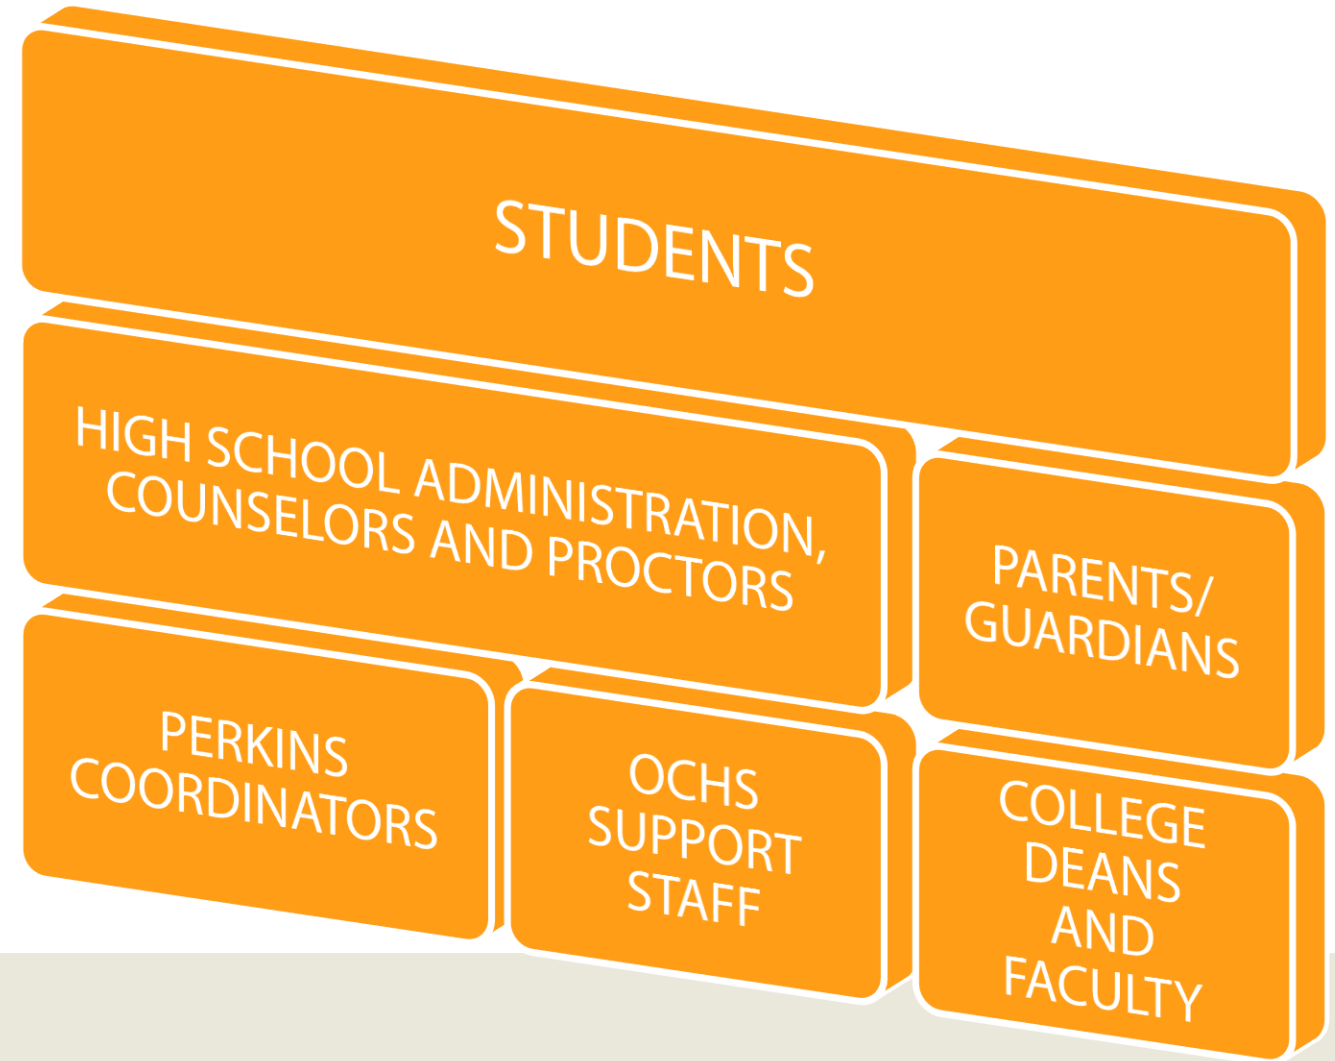 STUDENTS
HIGH SCHOOL ADMINISTRATION,
COUNSELORS AND PROCTORS
PARENTS/
GUARDIANS
PERKINS
COORDINATORS
OCHS
SUPPORT
STAFF
COLLEGE
DEANS
AND
FACULTY